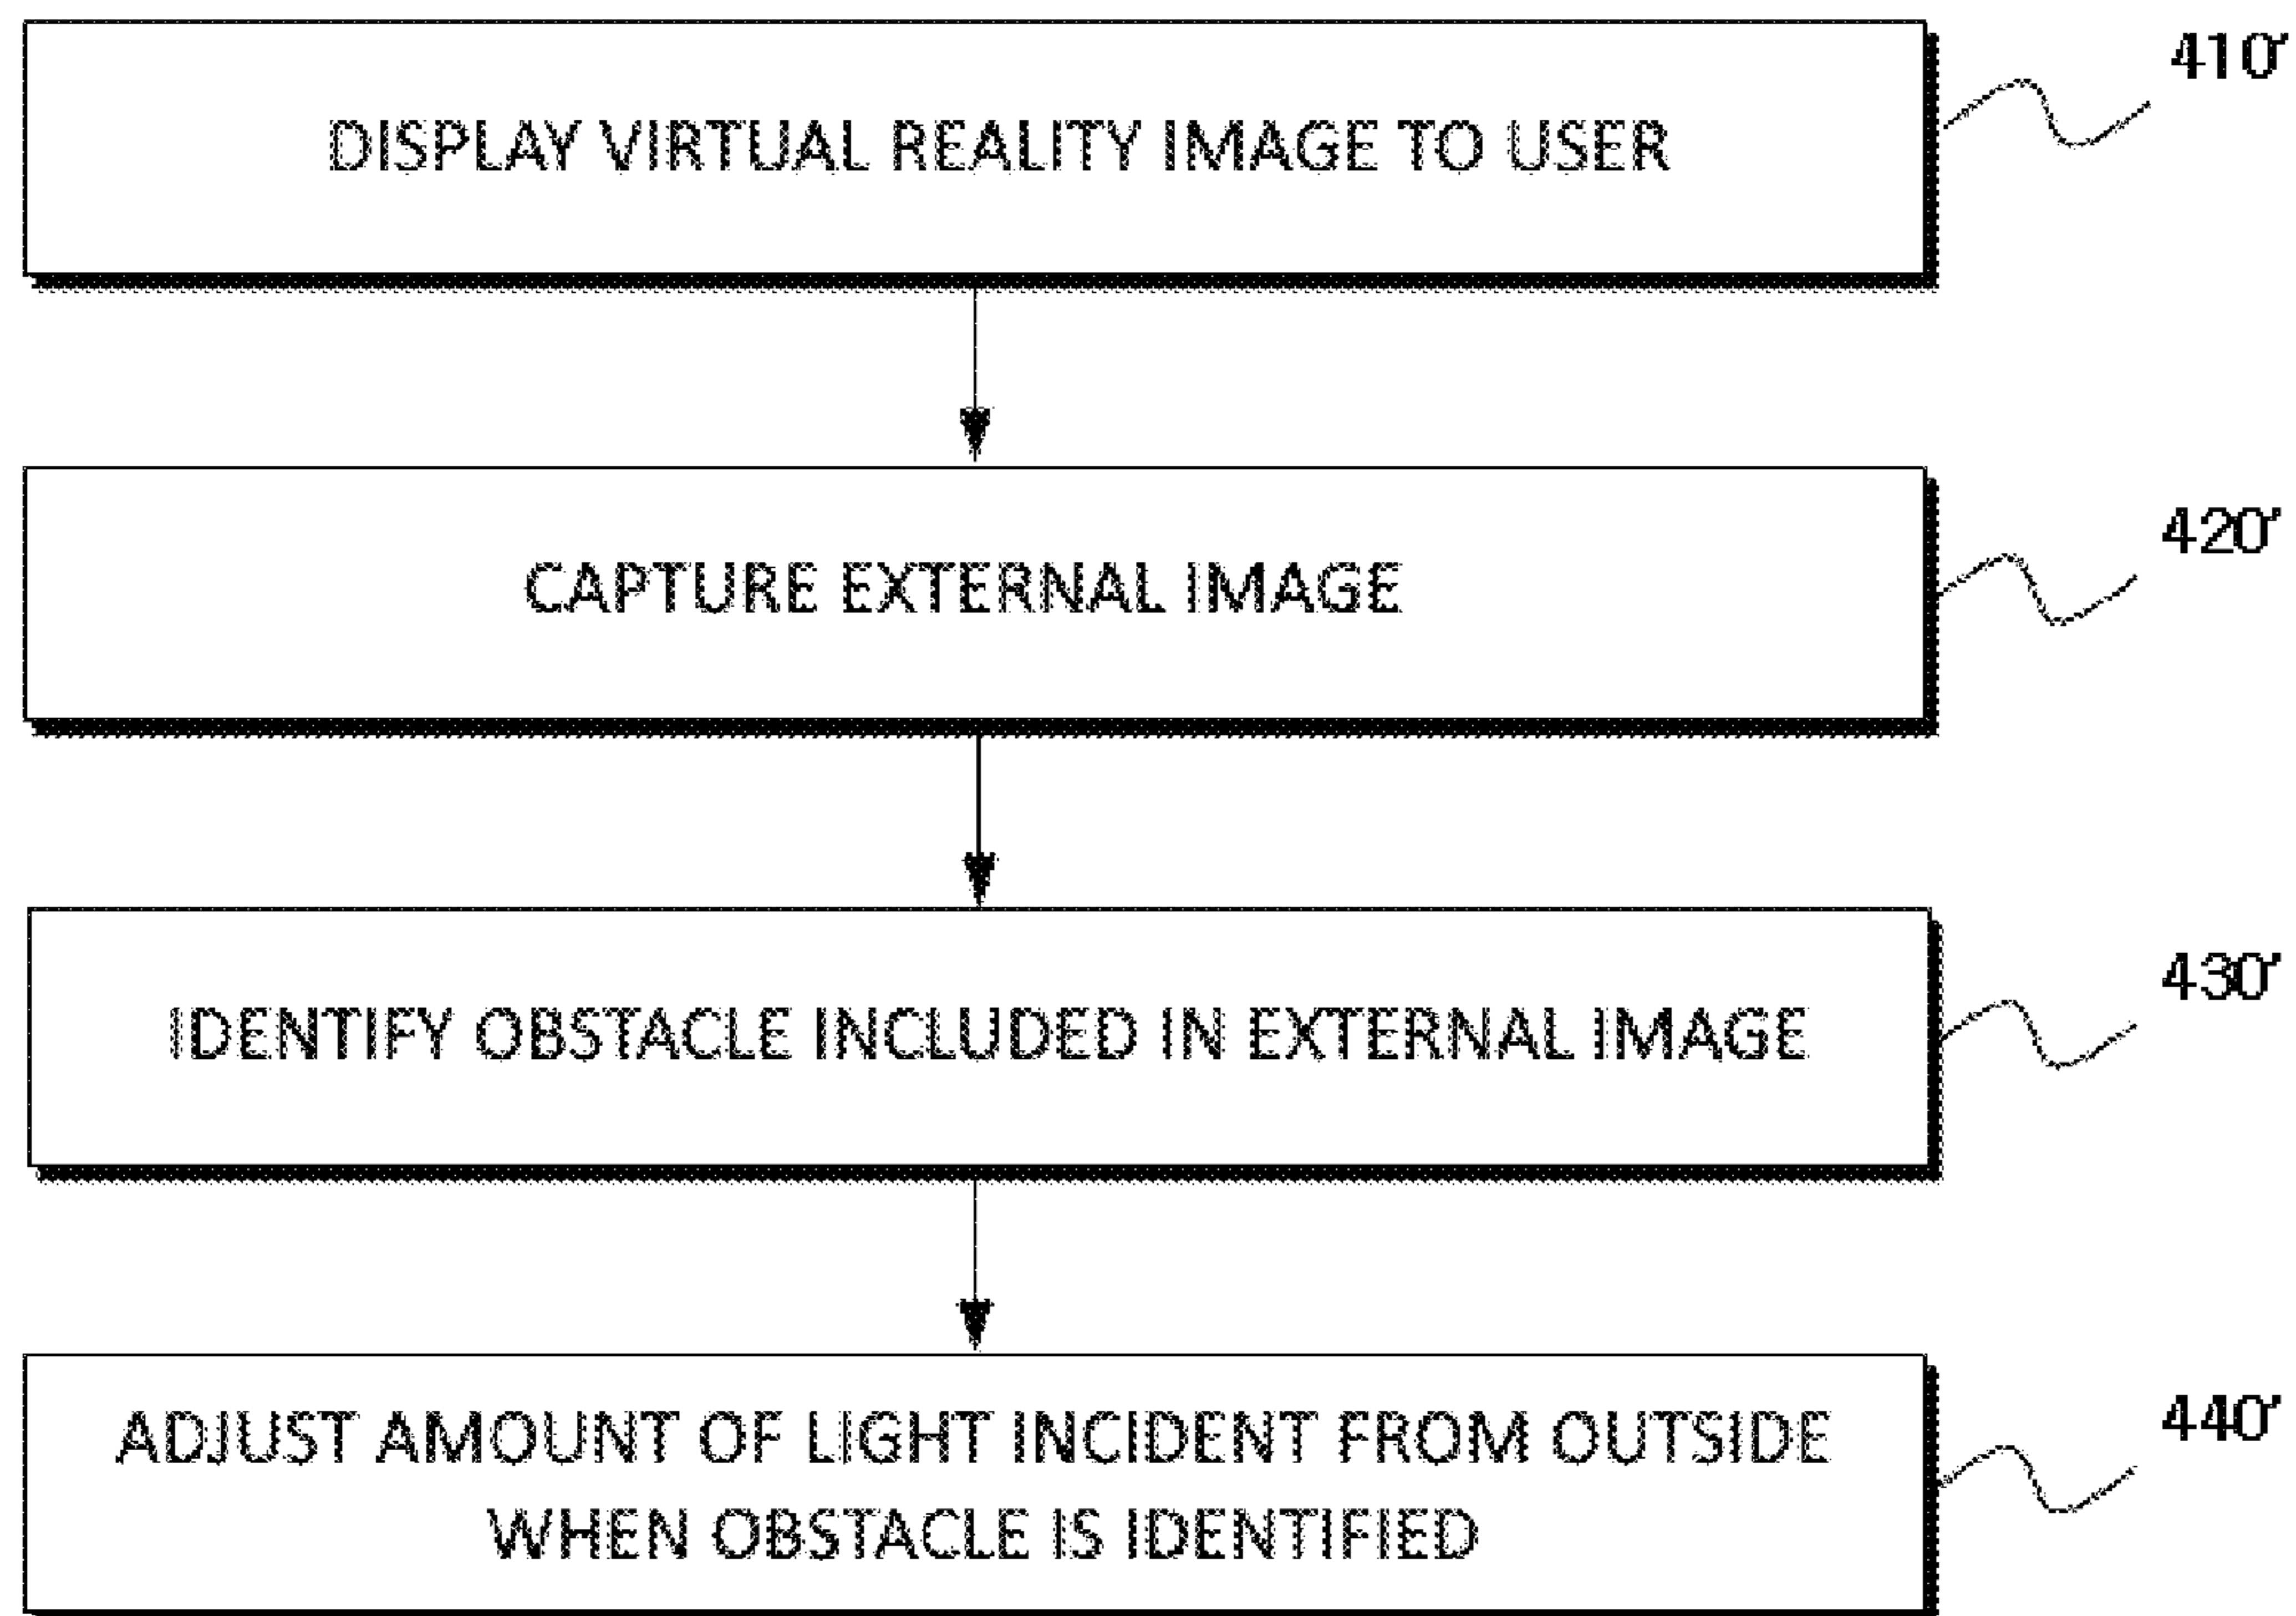 410'
DISPLAY VIRTUAL REALITY IMAGE TO USER
420'
CAPTURE EXTERNAL IMAGE
430'
IDENTIFY OBSTACLE INCLUDED IN EXTERNAL IMAGE
440'
ADJUST AMOUNT OF LIGHT INCIDENT FROM OUTSIDE
WHEN OBSTACLE IS IDENTIFIED